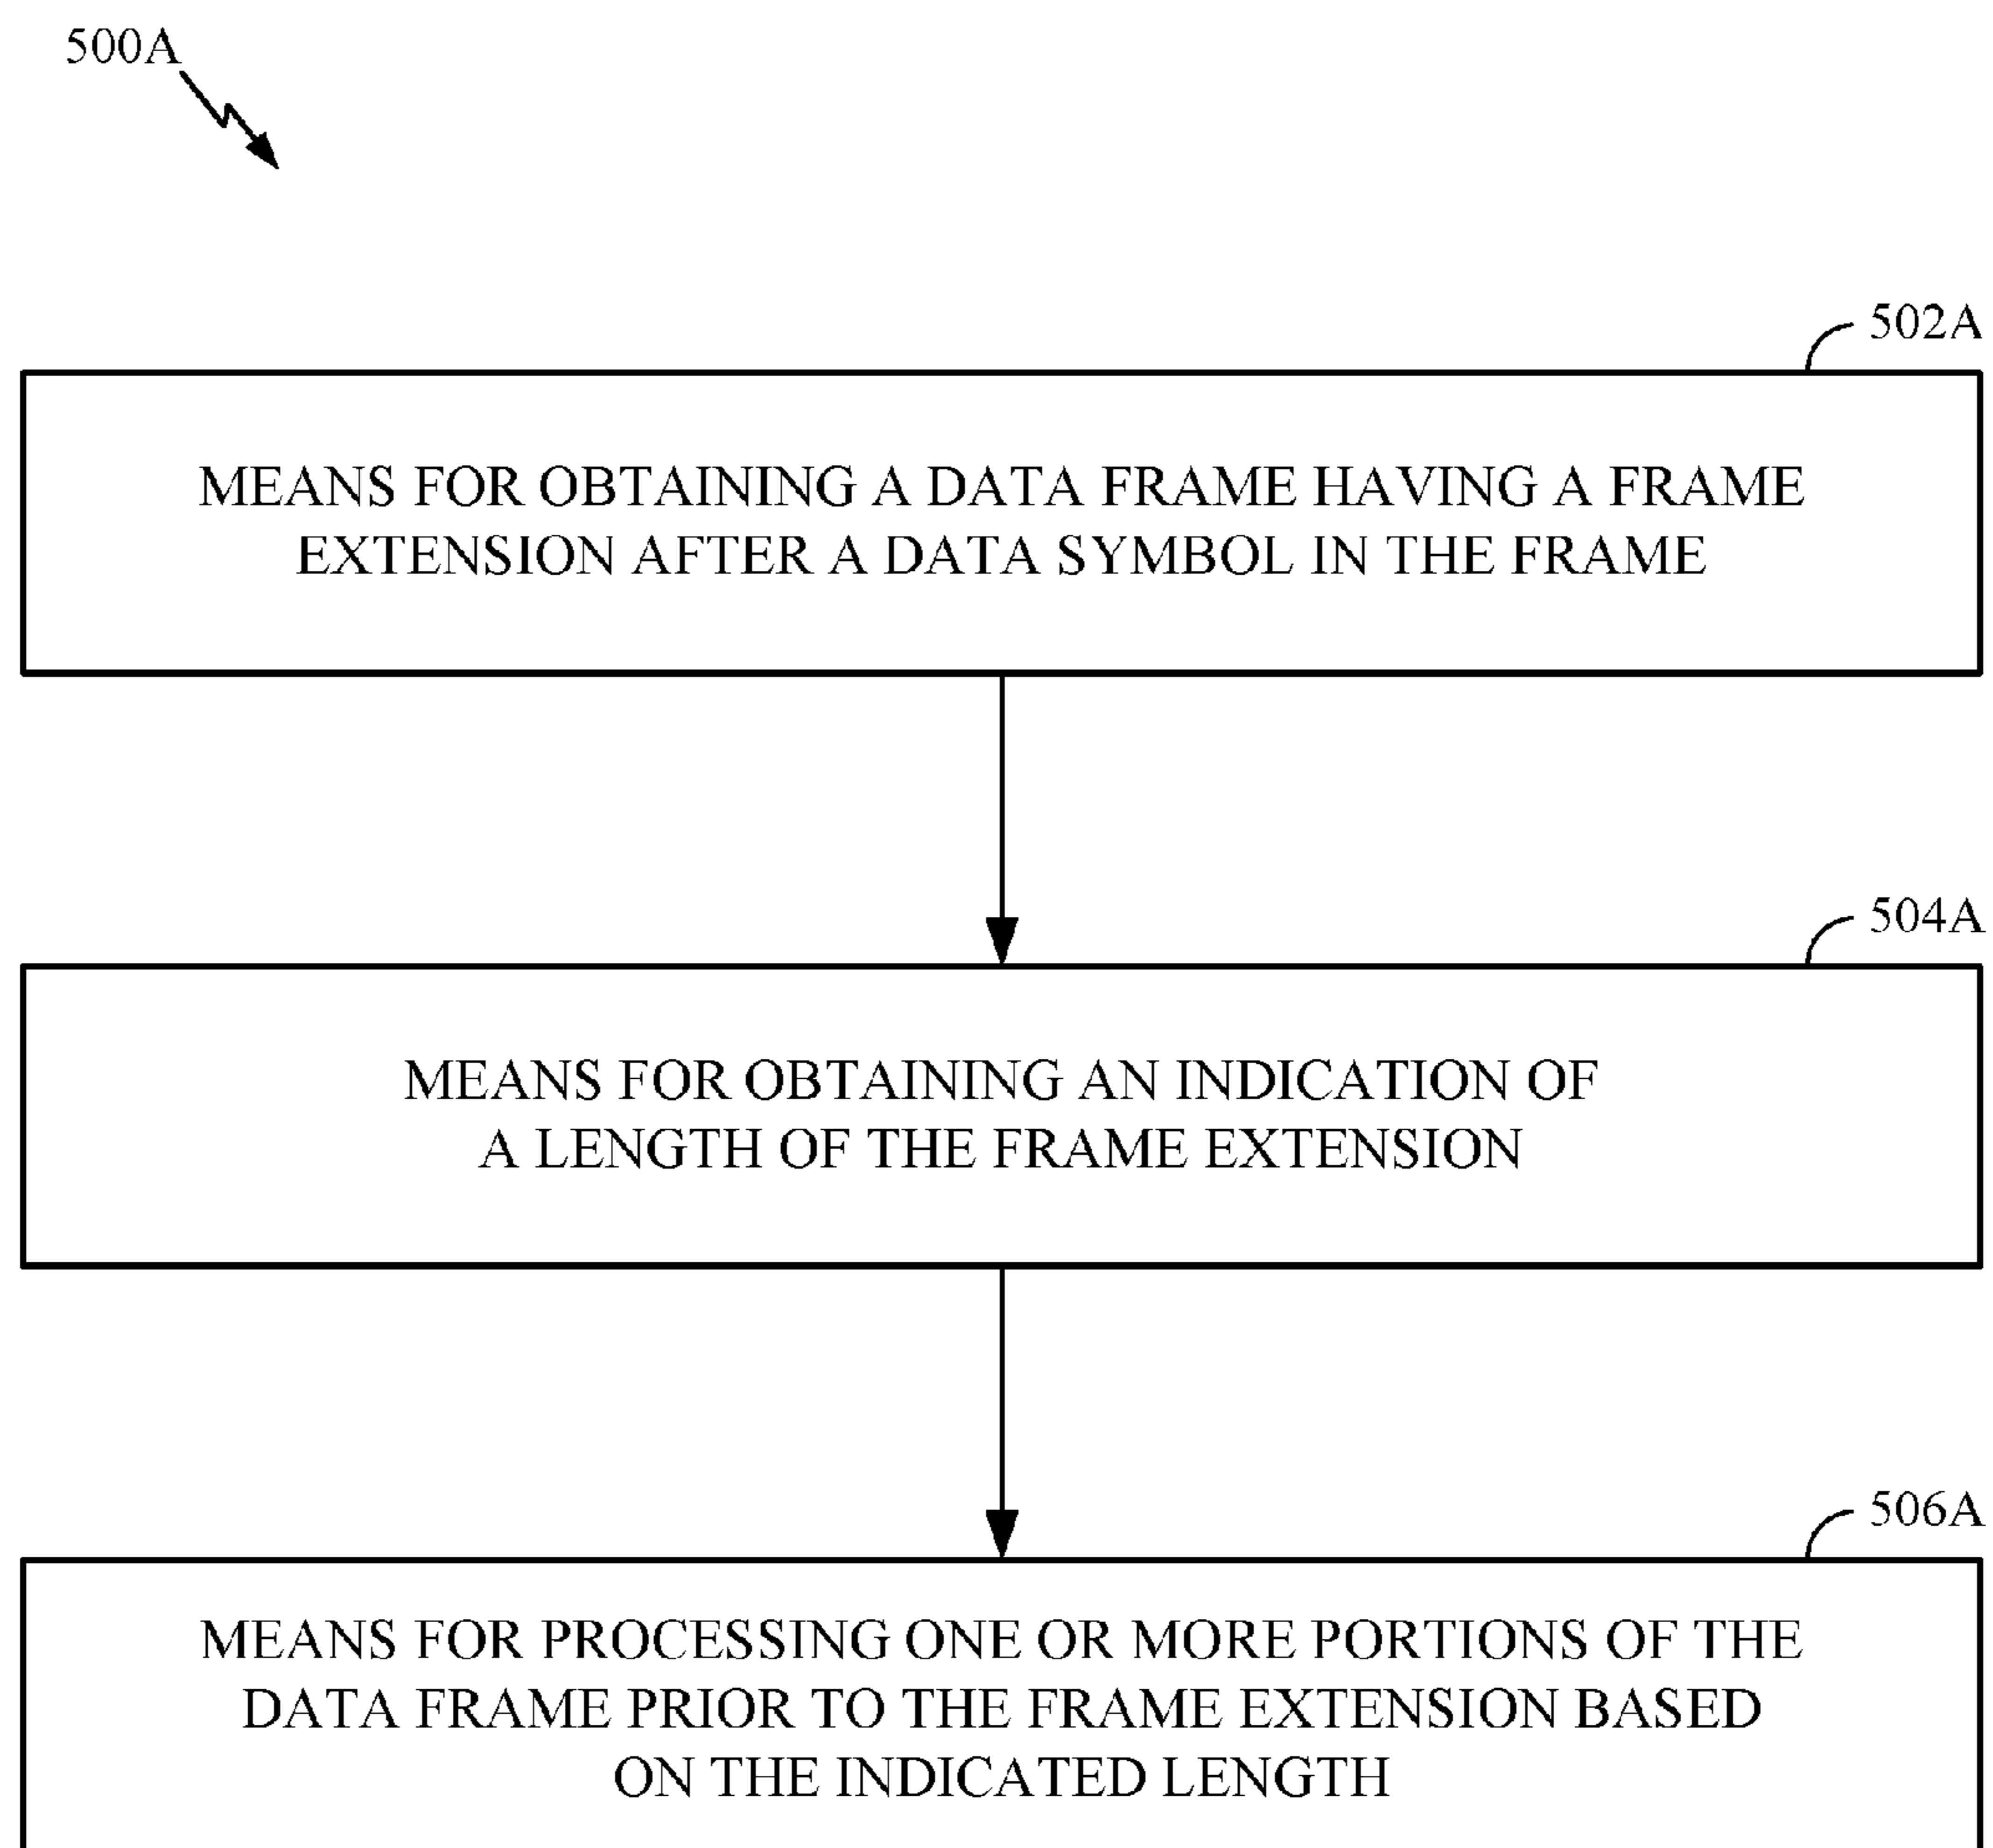 500A
502A
MEANS FOR OBTAINING A DATA FRAME HAVING A FRAME
EXTENSION AFTER A DATA SYMBOL IN THE FRAME
504A
MEANS FOR OBTAINING AN INDICATION OF
A LENGTH OF THE FRAME EXTENSION
506A
MEANS FOR PROCESSING ONE OR MORE PORTIONS OF THE
DATA FRAME PRIOR TO THE FRAME EXTENSION BASED
ON THE INDICATED LENGTH